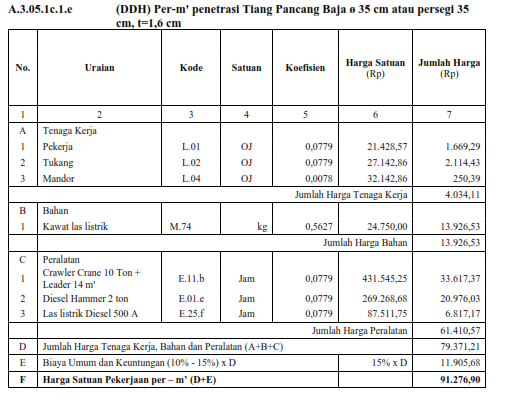 A.3.05.1c.1.e (DDH) Per-m' penetrasi Tiang Pancang Baja ø 35 cm atau persegi 35
cm, t=1,6 cm
No. Uraian Kode Satuan Koefisien Harga Satuan (Rp) Jumlah Harga (Rp)
1 2 3 4 5 6 7
A Tenaga Kerja
1 Pekerja L.01 OJ 0,0779 21.428,57 1.669,29
2 Tukang L.02 OJ 0,0779 27.142,86 2.114,43
3 Mandor L.04 OJ 0,0078 32.142,86 250,39
Jumlah Harga Tenaga Kerja 4.034,11
B Bahan
1 Kawat las listrik M.74 kg 0,5627 24.750,00 13.926,53
Jumlah Harga Bahan 13.926,53
C Peralatan
1 Crawler Crane 10 Ton + Leader 14 m' E.11.b Jam 0,0779 431.545,25 33.617,37
2 Diesel Hammer 2 ton E.01.e Jam 0,0779 269.268,68 20.976,03
3 Las listrik Diesel 500 A E.25.f Jam 0,0779 87.511,75 6.817,17
Jumlah Harga Peralatan 61.410,57
D Jumlah Harga Tenaga Kerja, Bahan dan Peralatan (A+B+C) 79.371,21
E Biaya Umum dan Keuntungan (10% - 15%) x D 15% x D 11.905,68
F Harga Satuan Pekerjaan per – m' (D+E) 91.276,90